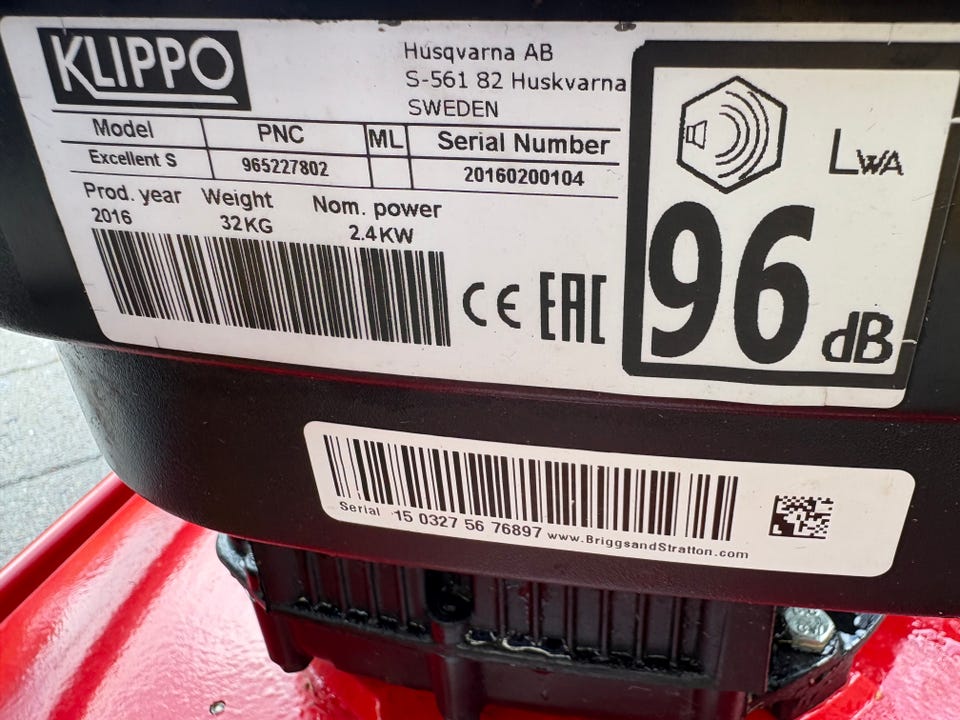 KLIPPO
Husqvarna AB
S-561 82 Huskvarna
SWEDEN
Model PNC ML Serial Number
Excellent S 965227802 20160200104
Prod. year Weight Nom. power
2016 32KG 2.4KW
CE EAC
LWA
96 dB
Serial 15 0327 56 76897 www.BriggsandStratton.com